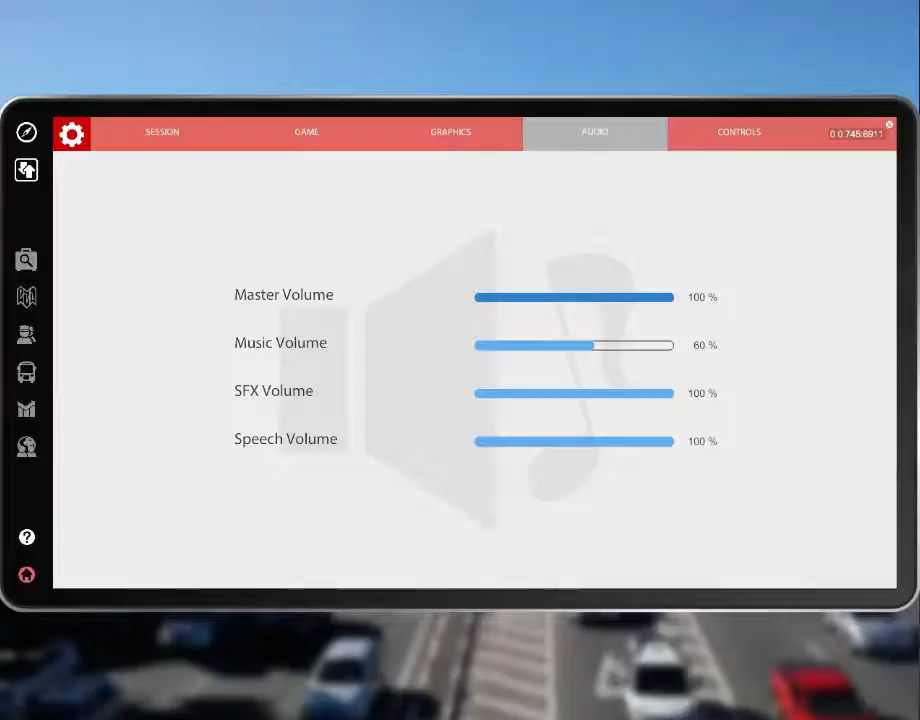 SESSION
GAME
GRAPHICS
AUDIO
CONTROLS
0.0.745:6911
Master Volume
100 %
Music Volume
60 %
SFX Volume
100 %
Speech Volume
100 %
?